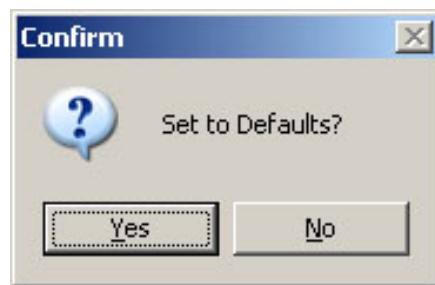 Confirm
Set to Defaults?
Yes
No